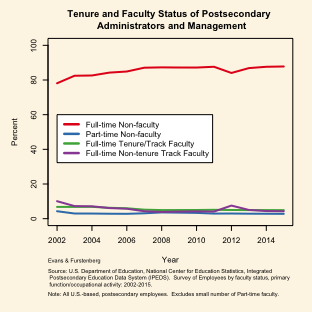 Tenure and Faculty Status of Postsecondary
Administrators and Management
100
80
60
40
20
0
Percent
Full-time Non-faculty
Part-time Non-faculty
Full-time Tenure/Track Faculty
Full-time Non-tenure Track Faculty
2002 2004 2006 2008 2010 2012 2014
Evans & Furstenberg
Year
Source: U.S. Department of Education, National Center for Education Statistics, Integrated
Postsecondary Education Data System (IPEDS). Survey of Employees by faculty status, primary
function/occupational activity: 2002-2015.
Note: All U.S.-based, postsecondary employees. Excludes small number of Part-time faculty.